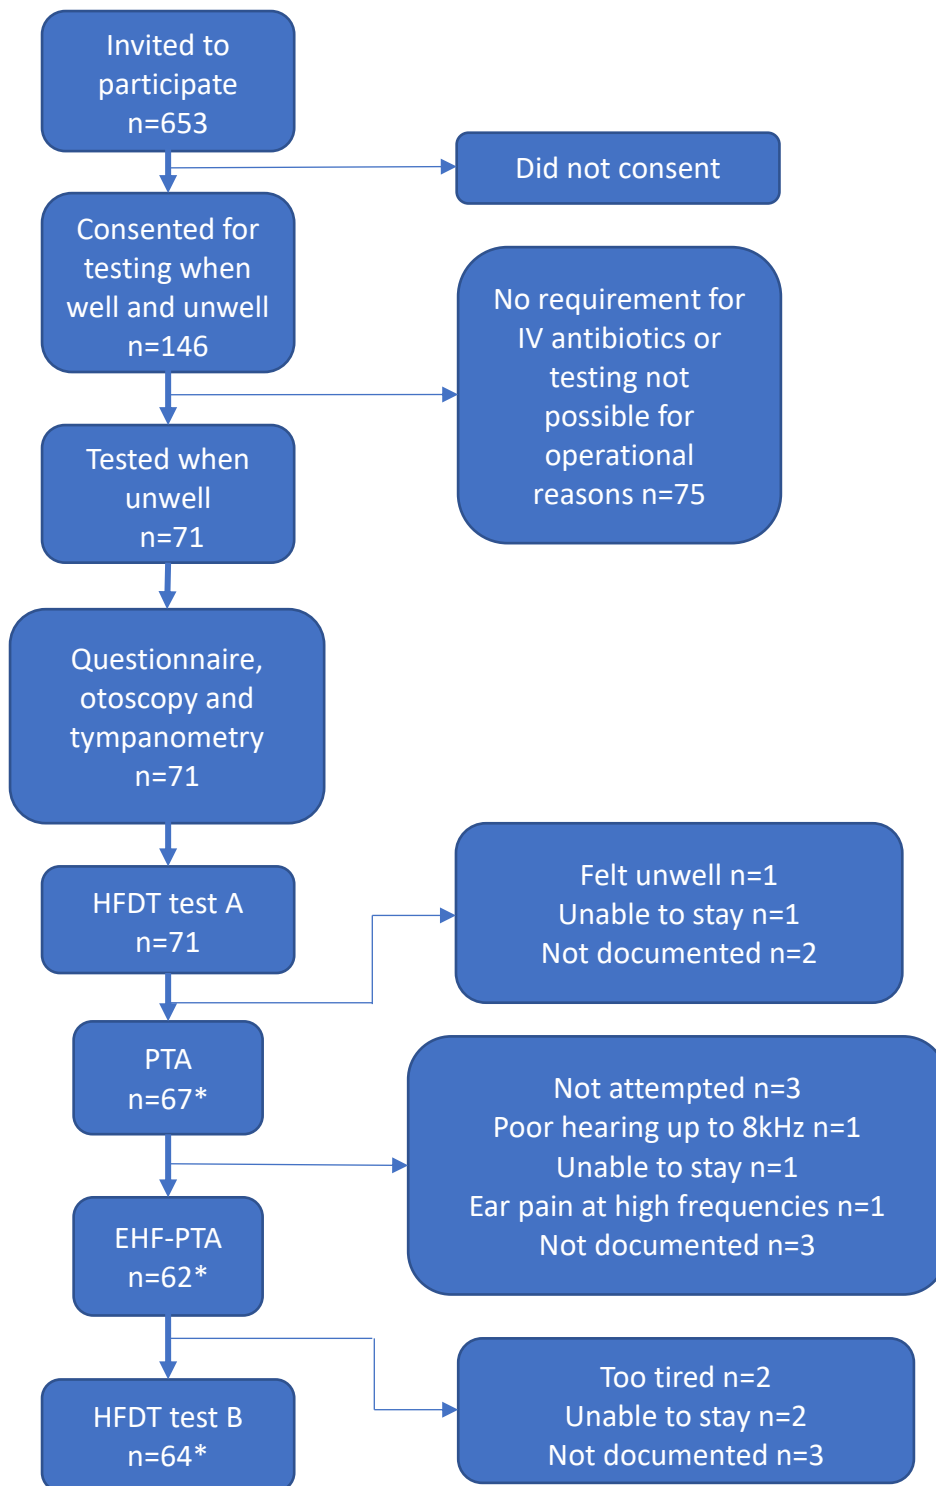 Invited to
participate
n=653
Did not consent
Consented for
testing when
well and unwell
n=146
No requirement for
IV antibiotics or
testing not
possible for
operational
reasons n=75
Tested when
unwell
n=71
Questionnaire,
otoscopy and
tympanometry
n=71
HFDT test A
n=71
Felt unwell n=1
Unable to stay n=1
Not documented n=2
PTA
n=67*
Not attempted n=3
Poor hearing up to 8kHz n=1
Unable to stay n=1
Ear pain at high frequencies n=1
Not documented n=3
EHF-PTA
n=62*
Too tired n=2
Unable to stay n=2
Not documented n=3
HFDT test B
n=64*